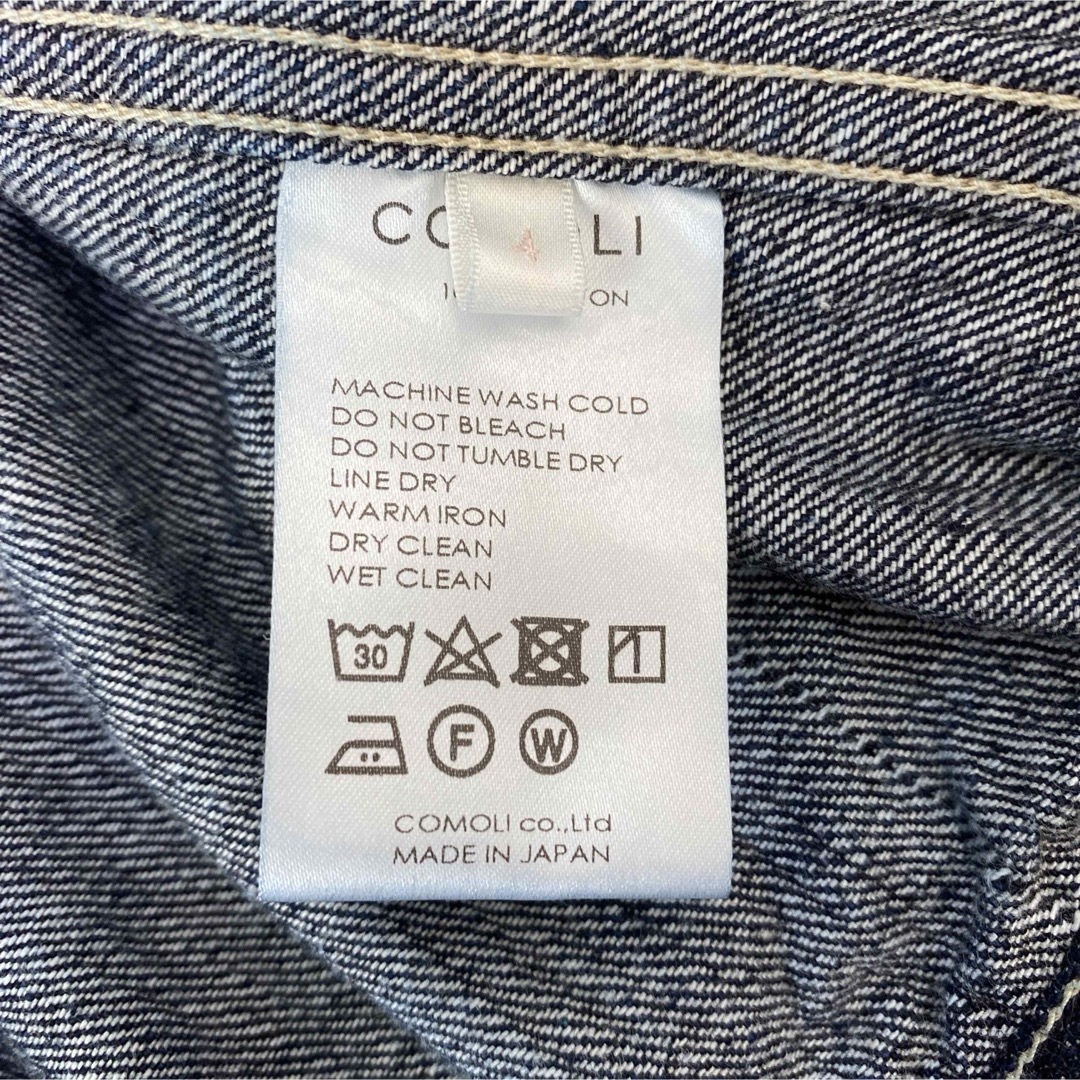 4
MACHINE WASH COLD
DO NOT BLEACH
DO NOT TUMBLE DRY
LINE DRY
WARM IRON
DRY CLEAN
WET CLEAN
30
F W
COMOLI co.,Ltd
MADE IN JAPAN